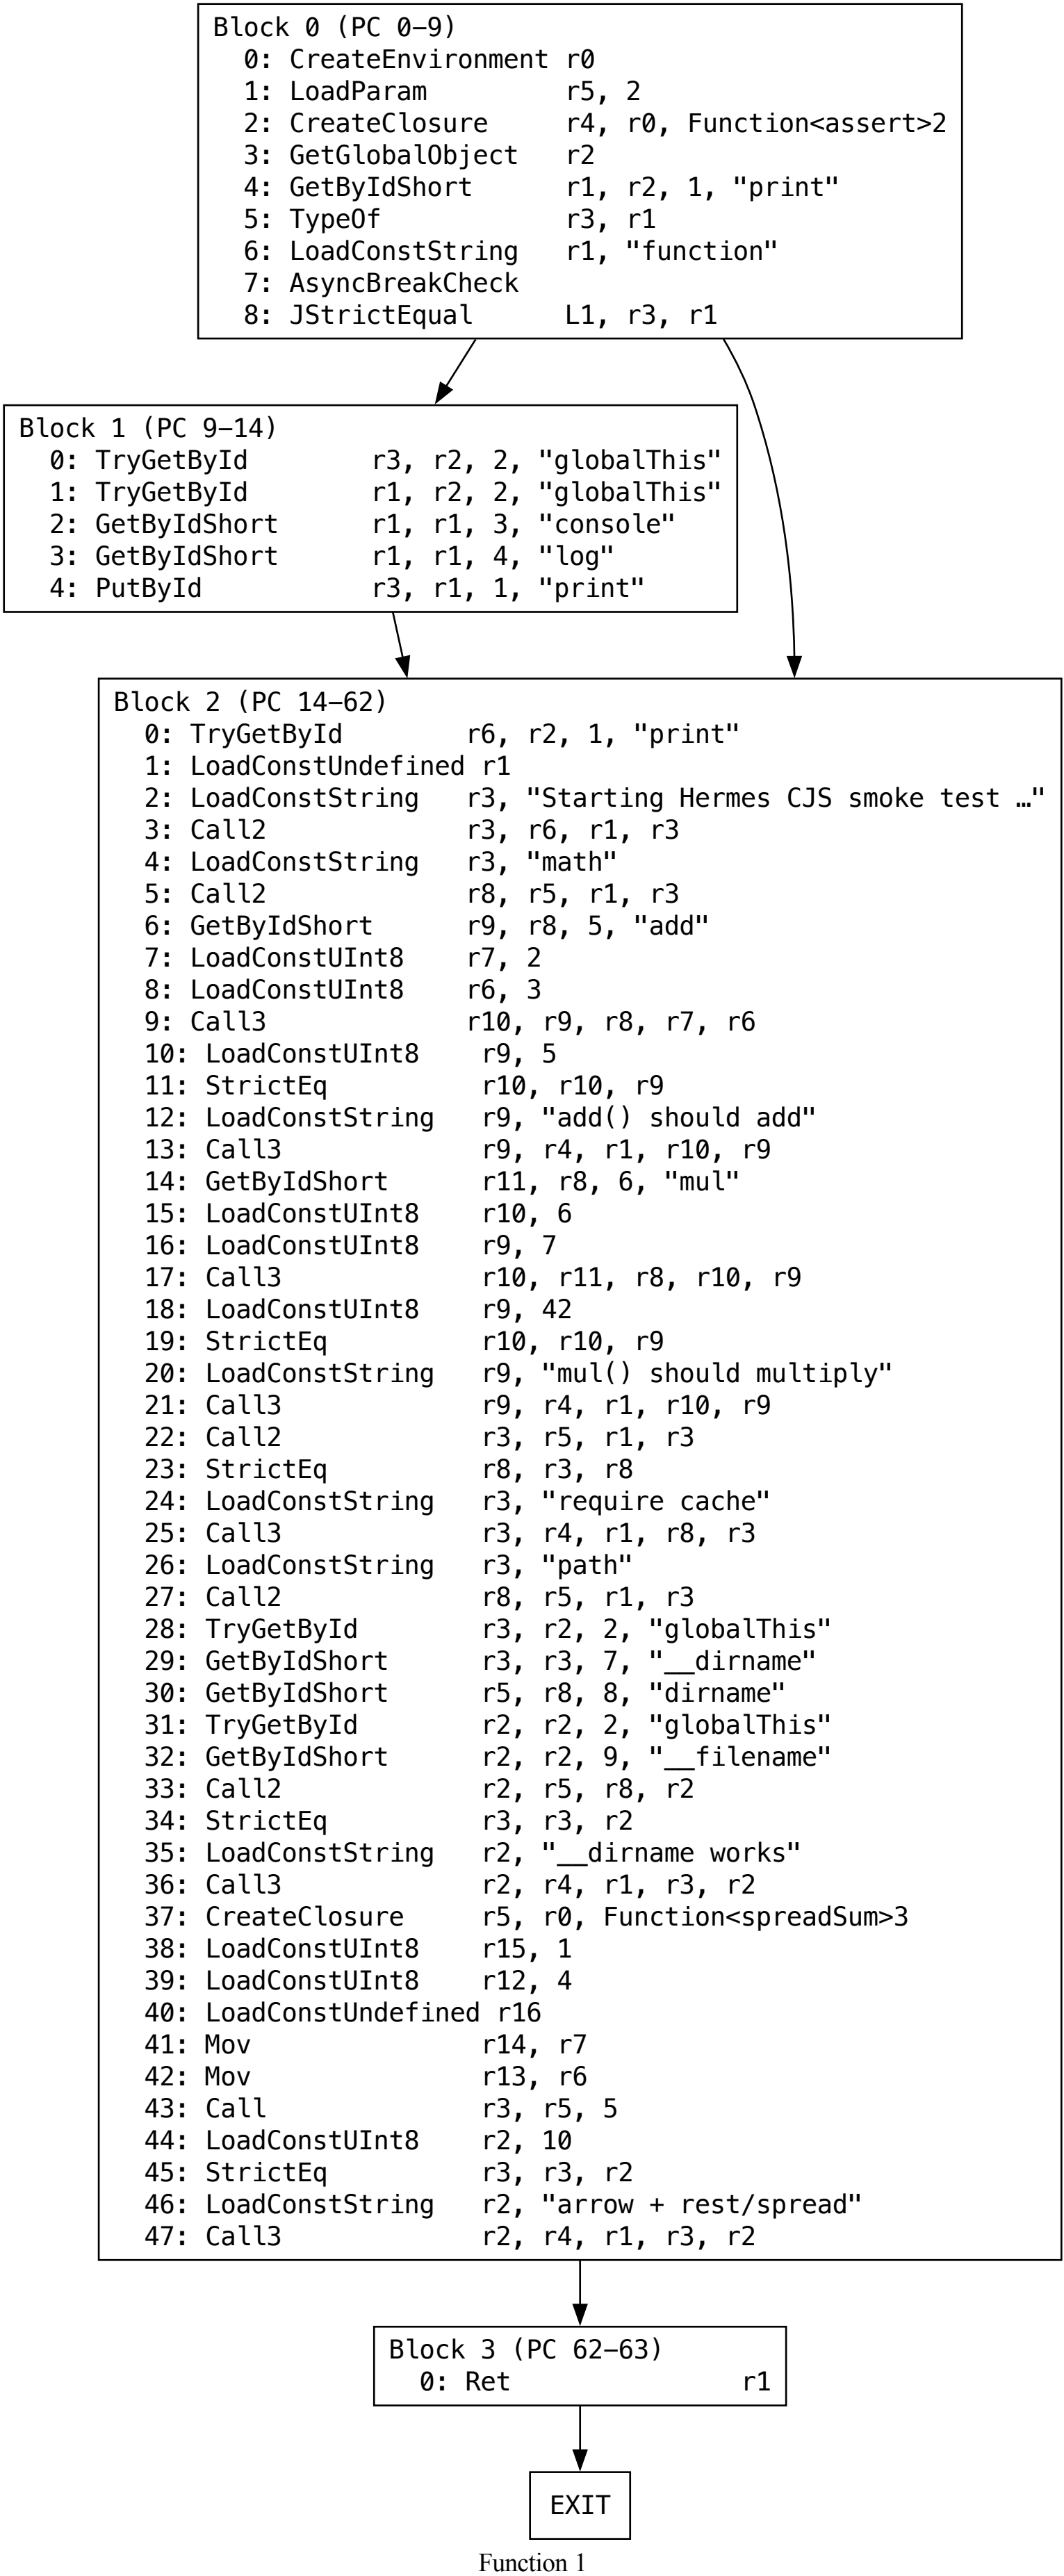 Block 0 (PC 0–9)
0: CreateEnvironment r0
1: LoadParam r5, 2
2: CreateClosure r4, r0, Function<assert>2
3: GetGlobalObject r2
4: GetByIdShort r1, r2, 1, "print"
5: TypeOf r3, r1
6: LoadConstString r1, "function"
7: AsyncBreakCheck
8: JStrictEqual L1, r3, r1
Block 1 (PC 9–14)
0: TryGetById r3, r2, 2, "globalThis"
1: TryGetById r1, r2, 2, "globalThis"
2: GetByIdShort r1, r1, 3, "console"
3: GetByIdShort r1, r1, 4, "log"
4: PutById r3, r1, 1, "print"
Block 2 (PC 14–62)
0: TryGetById r6, r2, 1, "print"
1: LoadConstUndefined r1
2: LoadConstString r3, "Starting Hermes CJS smoke test …"
3: Call2 r3, r6, r1, r3
4: LoadConstString r3, "math"
5: Call2 r8, r5, r1, r3
6: GetByIdShort r9, r8, 5, "add"
7: LoadConstUInt8 r7, 2
8: LoadConstUInt8 r6, 3
9: Call3 r10, r9, r8, r7, r6
10: LoadConstUInt8 r9, 5
11: StrictEq r10, r10, r9
12: LoadConstString r9, "add() should add"
13: Call3 r9, r4, r1, r10, r9
14: GetByIdShort r11, r8, 6, "mul"
15: LoadConstUInt8 r10, 6
16: LoadConstUInt8 r9, 7
17: Call3 r10, r11, r8, r10, r9
18: LoadConstUInt8 r9, 42
19: StrictEq r10, r10, r9
20: LoadConstString r9, "mul() should multiply"
21: Call3 r9, r4, r1, r10, r9
22: Call2 r3, r5, r1, r3
23: StrictEq r8, r3, r8
24: LoadConstString r3, "require cache"
25: Call3 r3, r4, r1, r8, r3
26: LoadConstString r3, "path"
27: Call2 r8, r5, r1, r3
28: TryGetById r3, r2, 2, "globalThis"
29: GetByIdShort r3, r3, 7, "__dirname"
30: GetByIdShort r5, r8, 8, "dirname"
31: TryGetById r2, r2, 2, "globalThis"
32: GetByIdShort r2, r2, 9, "__filename"
33: Call2 r2, r5, r8, r2
34: StrictEq r3, r3, r2
35: LoadConstString r2, "__dirname works"
36: Call3 r2, r4, r1, r3, r2
37: CreateClosure r5, r0, Function<spreadSum>3
38: LoadConstUInt8 r15, 1
39: LoadConstUInt8 r12, 4
40: LoadConstUndefined r16
41: Mov r14, r7
42: Mov r13, r6
43: Call r3, r5, 5
44: LoadConstUInt8 r2, 10
45: StrictEq r3, r3, r2
46: LoadConstString r2, "arrow + rest/spread"
47: Call3 r2, r4, r1, r3, r2
Block 3 (PC 62–63)
0: Ret r1
EXIT
Function 1